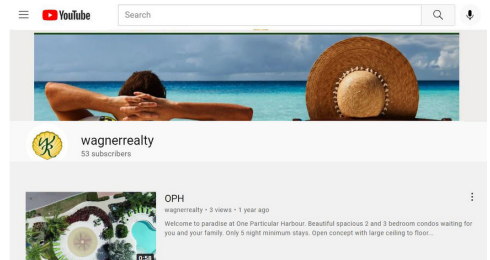 YouTube
Search
wagnerrealty
53 subscribers
OPH
wagnerrealty • 3 views • 1 year ago
Welcome to paradise at One Particular Harbour. Beautiful spacious 2 and 3 bedroom condos waiting for
you and your family. Only 5 night minimum stays. Open concept with large ceiling to floor...
0:58